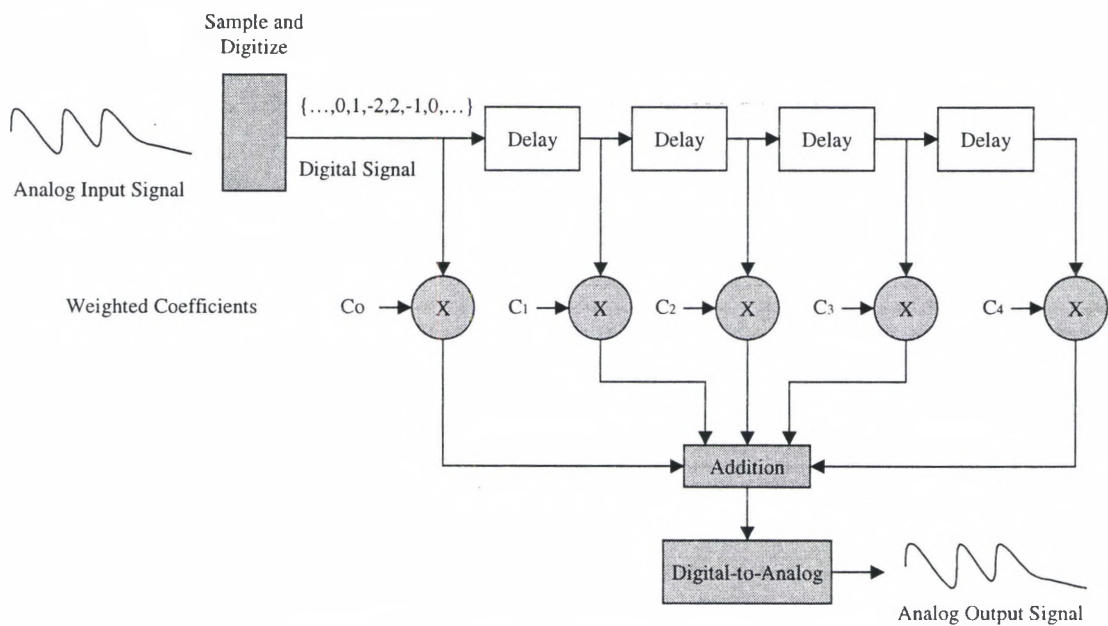 Sample and
Digitize
{...,0,1,-2,2,-1,0,...}
Delay
Delay
Delay
Delay
Digital Signal
Analog Input Signal
Weighted Coefficients
Co
X
C1
X
C2
X
C3
X
C4
X
Addition
Digital-to-Analog
Analog Output Signal